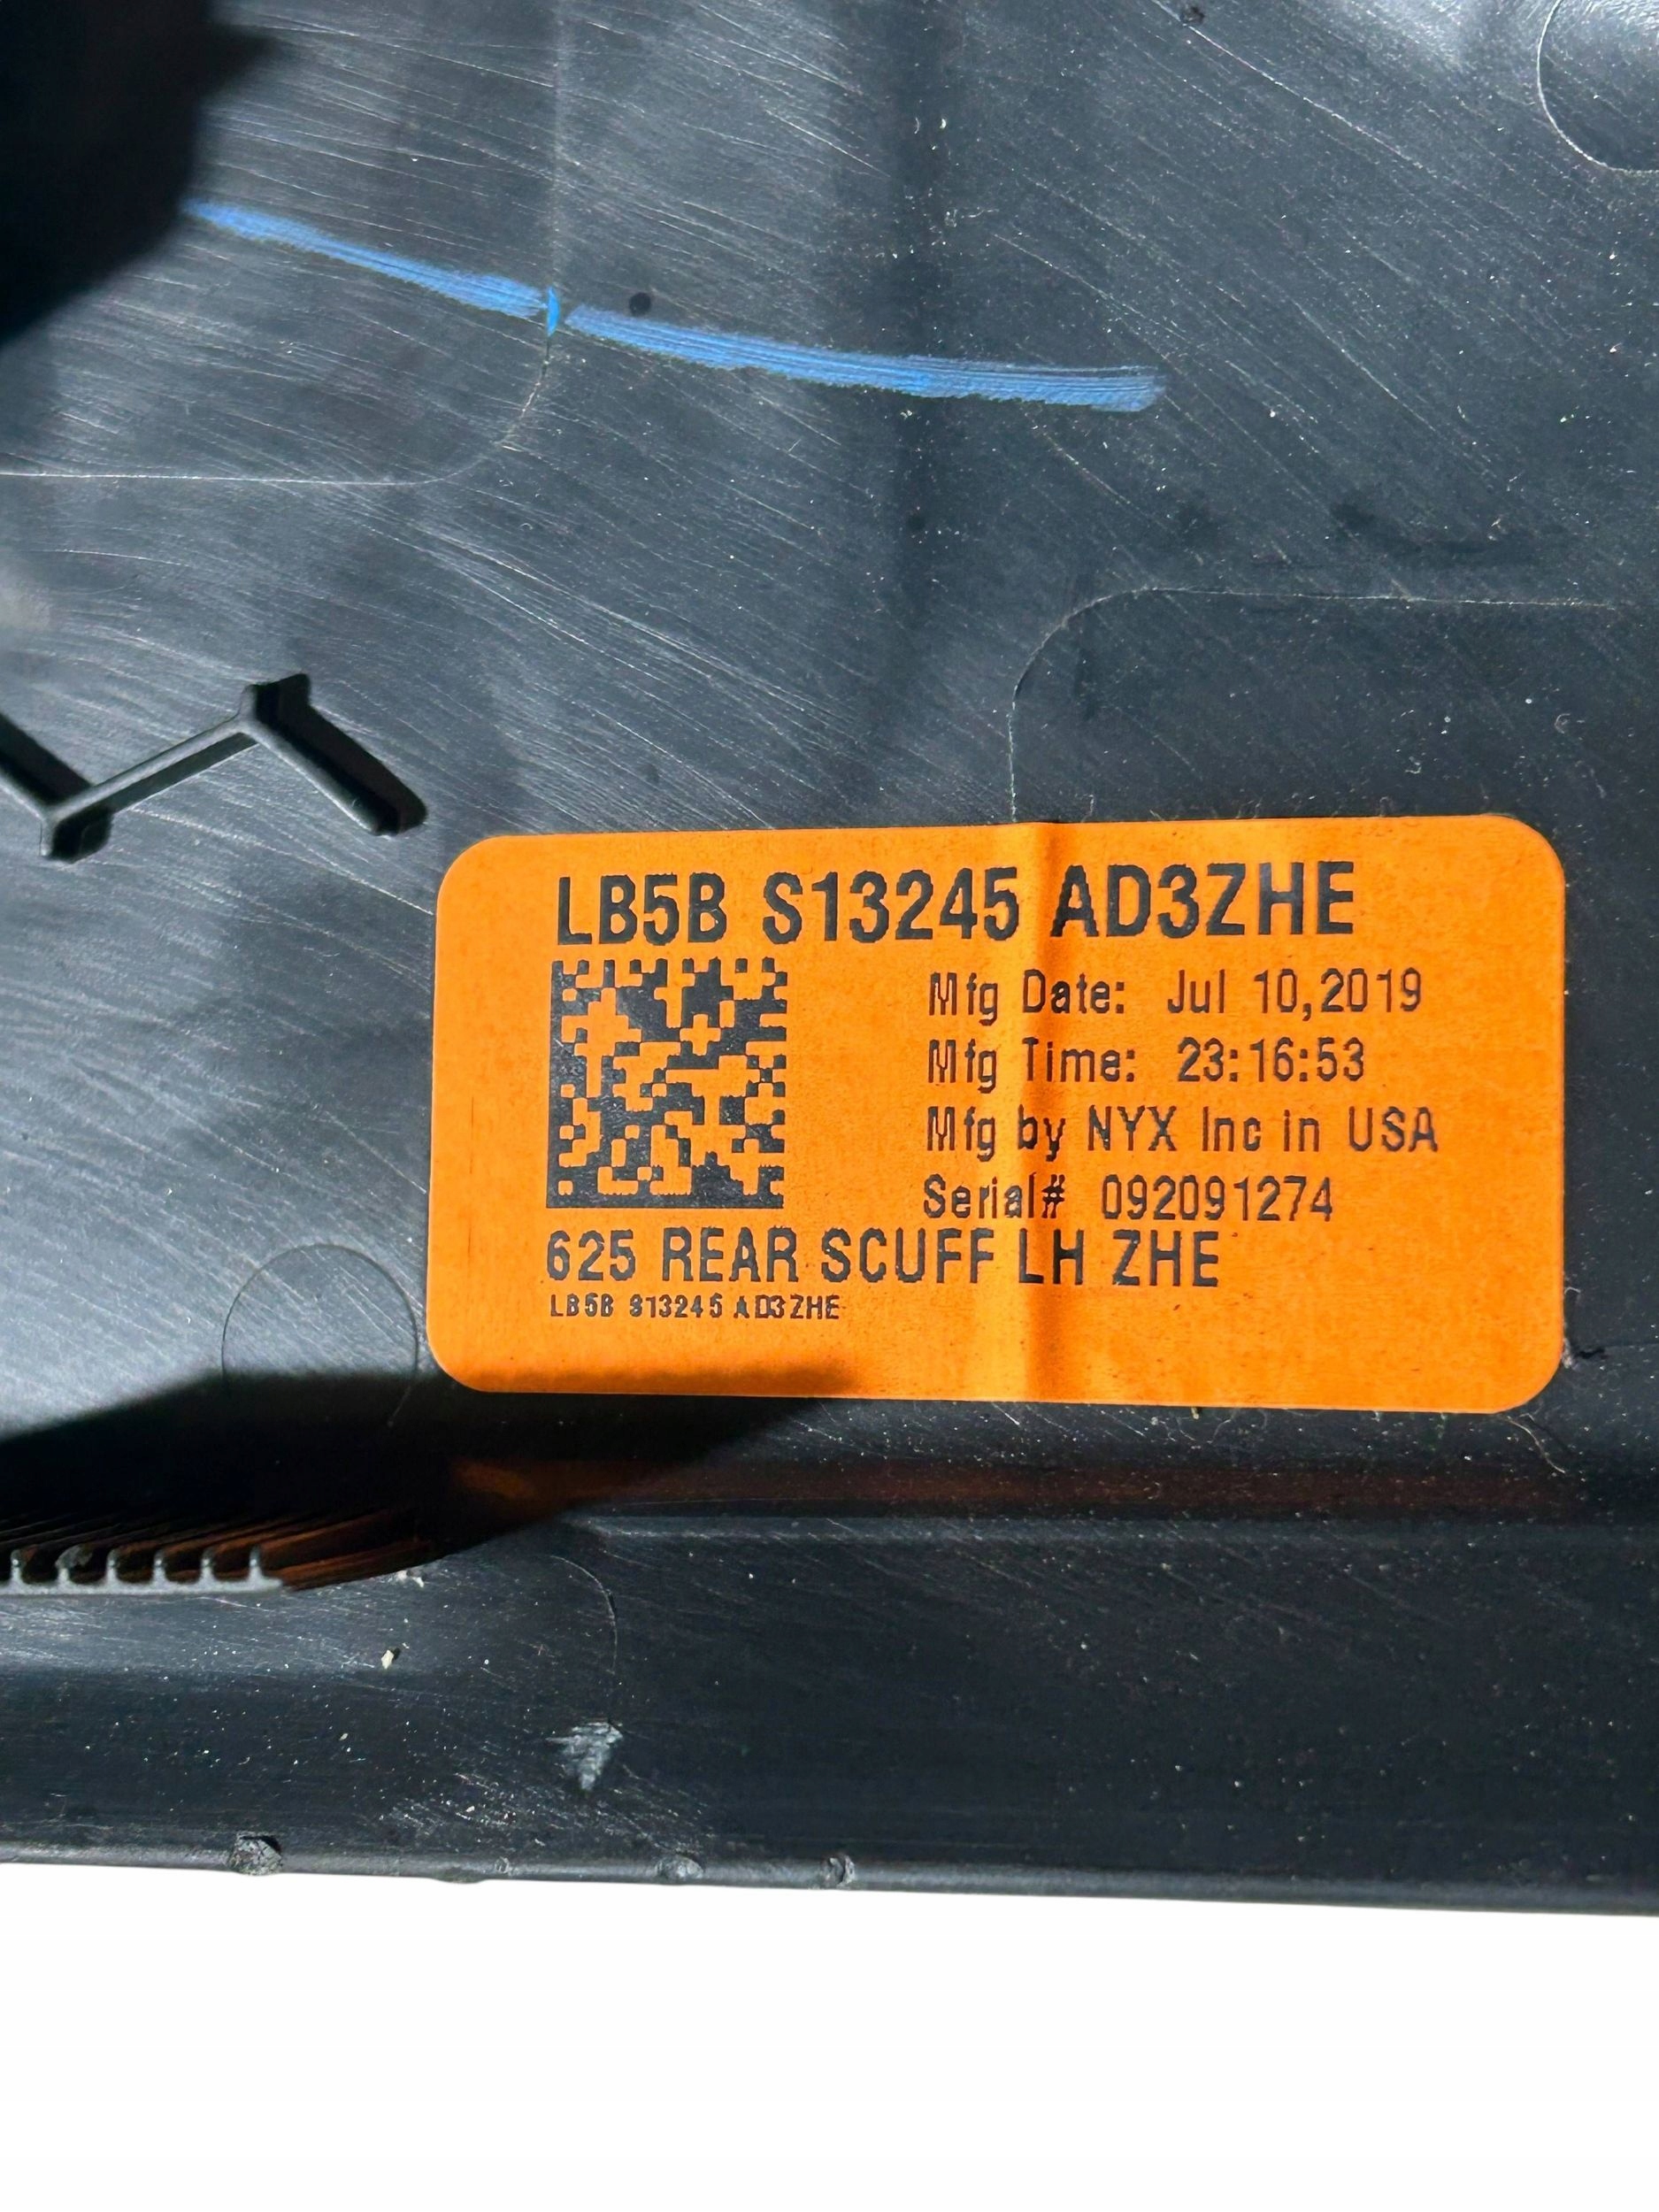 LB5B S13245 AD3ZHE
Mfg Date: Jul 10,2019
Mfg Time: 23:16:53
Mfg by NYX Inc in USA
Serial# 092091274
625 REAR SCUFF LH ZHE
LB5B S13245 AD3ZHE